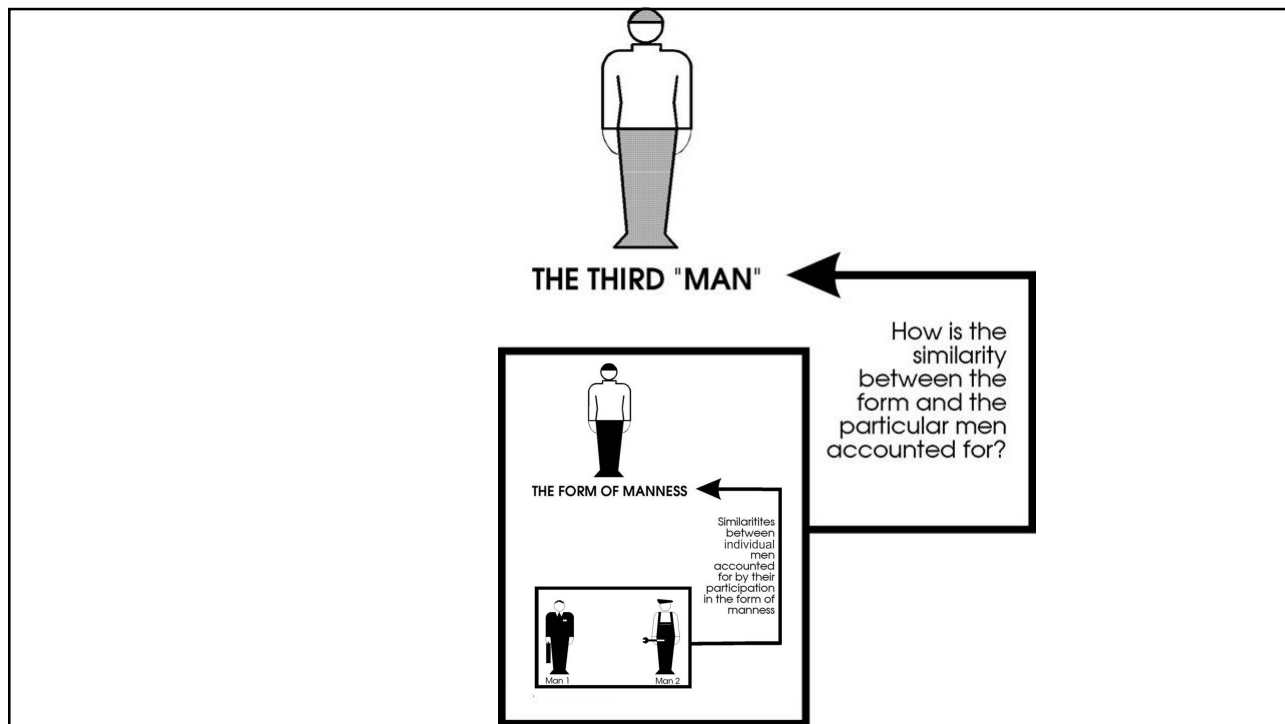 THE THIRD "MAN"
How is the
similarity
between the
form and the
particular men
accounted for?
THE FORM OF MANNESS
Similaritites
between
individual
men
accounted
for by their
participation
in the form of
manness
Man 1
Man 2